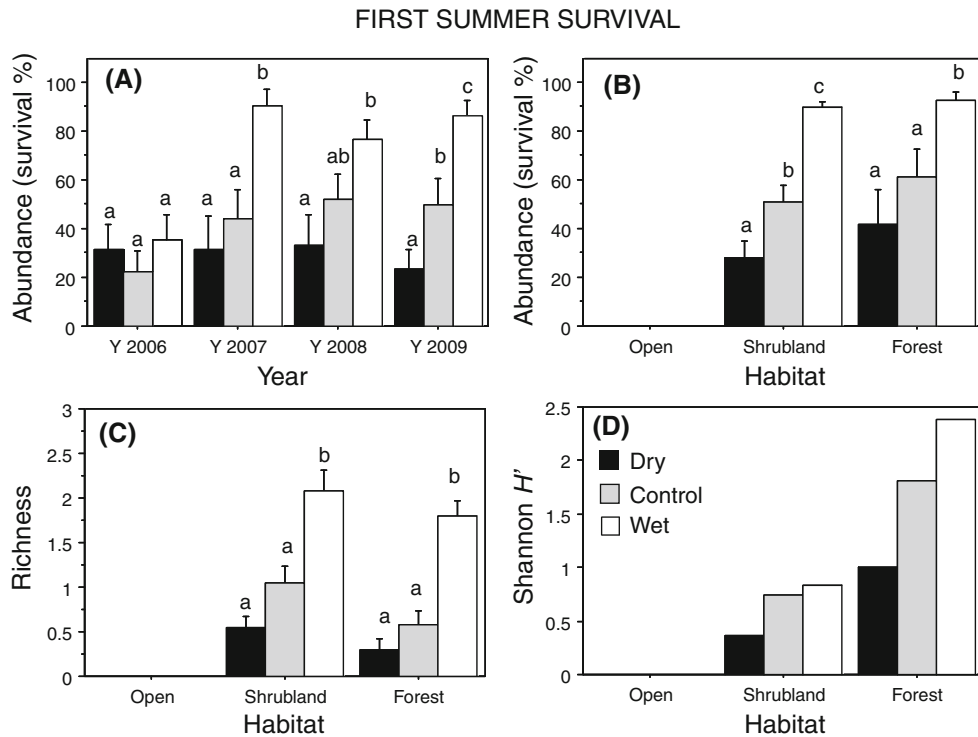 FIRST SUMMER SURVIVAL
(A)
Abundance (survival %)
100
80
60
40
20
0
a
a
a
a
a
b
a
ab
b
a
b
c
Y 2006
Y 2007
Y 2008
Y 2009
Year
(B)
Abundance (survival %)
100
80
60
40
20
0
a
b
c
a
a
b
Open
Shrubland
Forest
Habitat
(C)
Richness
3
2.5
2
1.5
1
0.5
0
a
a
b
a
a
b
Open
Shrubland
Forest
Habitat
(D)
Shannon H'
2.5
2
1.5
1
0.5
0
Dry
Control
Wet
Open
Shrubland
Forest
Habitat